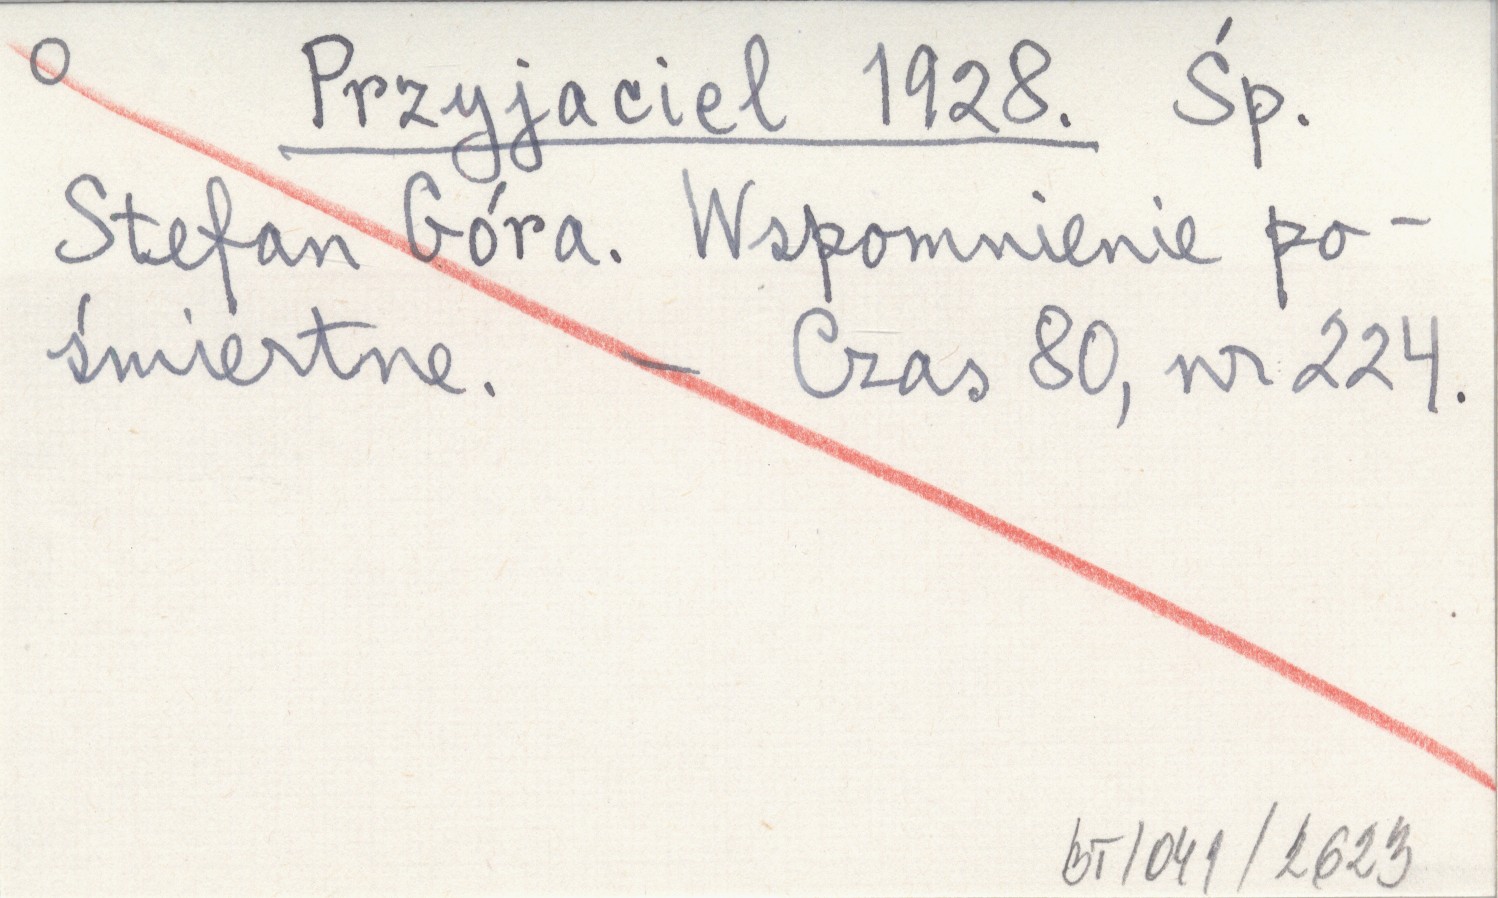 O Przyjaciel 1928. Śp.
Stefan Góra. Wspomnienie po-
śmiertne. — Czas 80, nr 224.
BT/041/2623